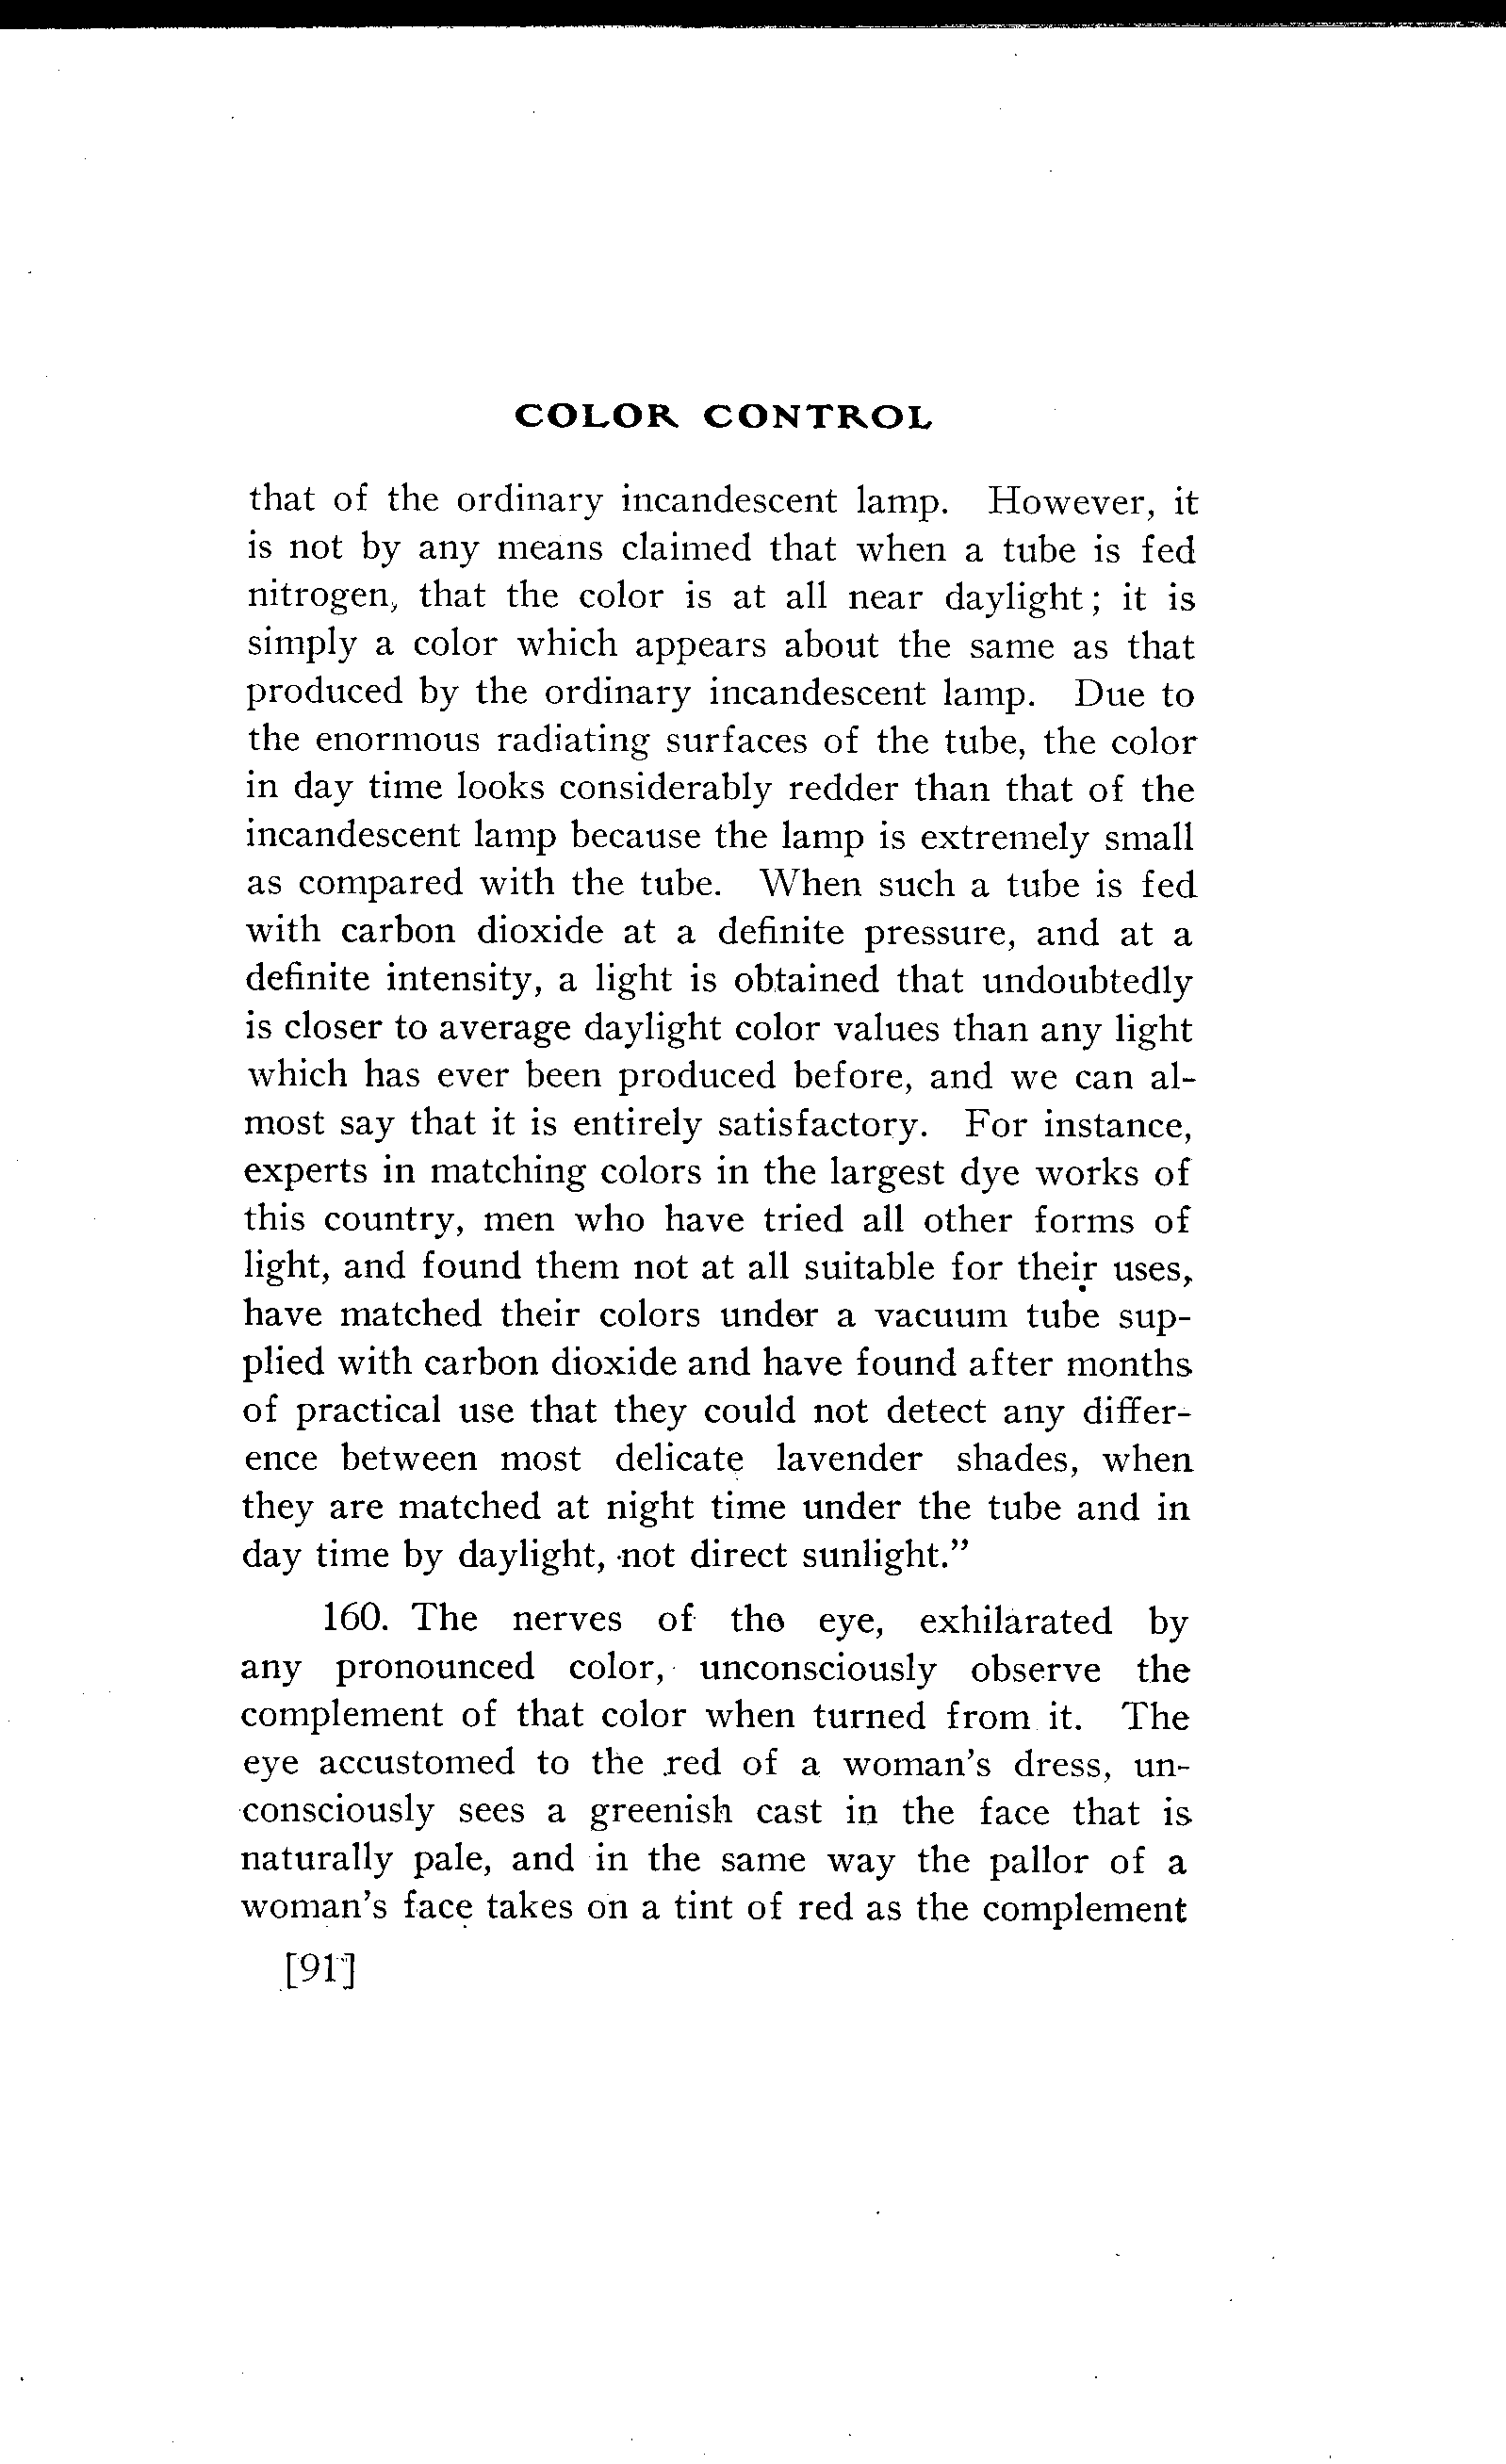 COLOR CONTROL
that of the ordinary incandescent lamp. However, it
is not by any means claimed that when a tube is fed
nitrogen, that the color is at all near daylight; it is
simply a color which appears about the same as that
produced by the ordinary incandescent lamp. Due to
the enormous radiating surfaces of the tube, the color
in day time looks considerably redder than that of the
incandescent lamp because the lamp is extremely small
as compared with the tube. When such a tube is fed
with carbon dioxide at a definite pressure, and at a
definite intensity, a light is obtained that undoubtedly
is closer to average daylight color values than any light
which has ever been produced before, and we can al-
most say that it is entirely satisfactory. For instance,
experts in matching colors in the largest dye works of
this country, men who have tried all other forms of
light, and found them not at all suitable for their uses,
have matched their colors under a vacuum tube sup-
plied with carbon dioxide and have found after months
of practical use that they could not detect any differ-
ence between most delicate lavender shades, when
they are matched at night time under the tube and in
day time by daylight, not direct sunlight."
160. The nerves of the eye, exhilarated by
any pronounced color, unconsciously observe the
complement of that color when turned from it. The
eye accustomed to the red of a woman's dress, un-
consciously sees a greenish cast in the face that is
naturally pale, and in the same way the pallor of a
woman's face takes on a tint of red as the complement
[91]